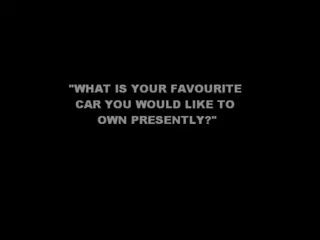 "WHAT IS YOUR FAVOURITE
CAR YOU WOULD LIKE TO
OWN PRESENTLY?"